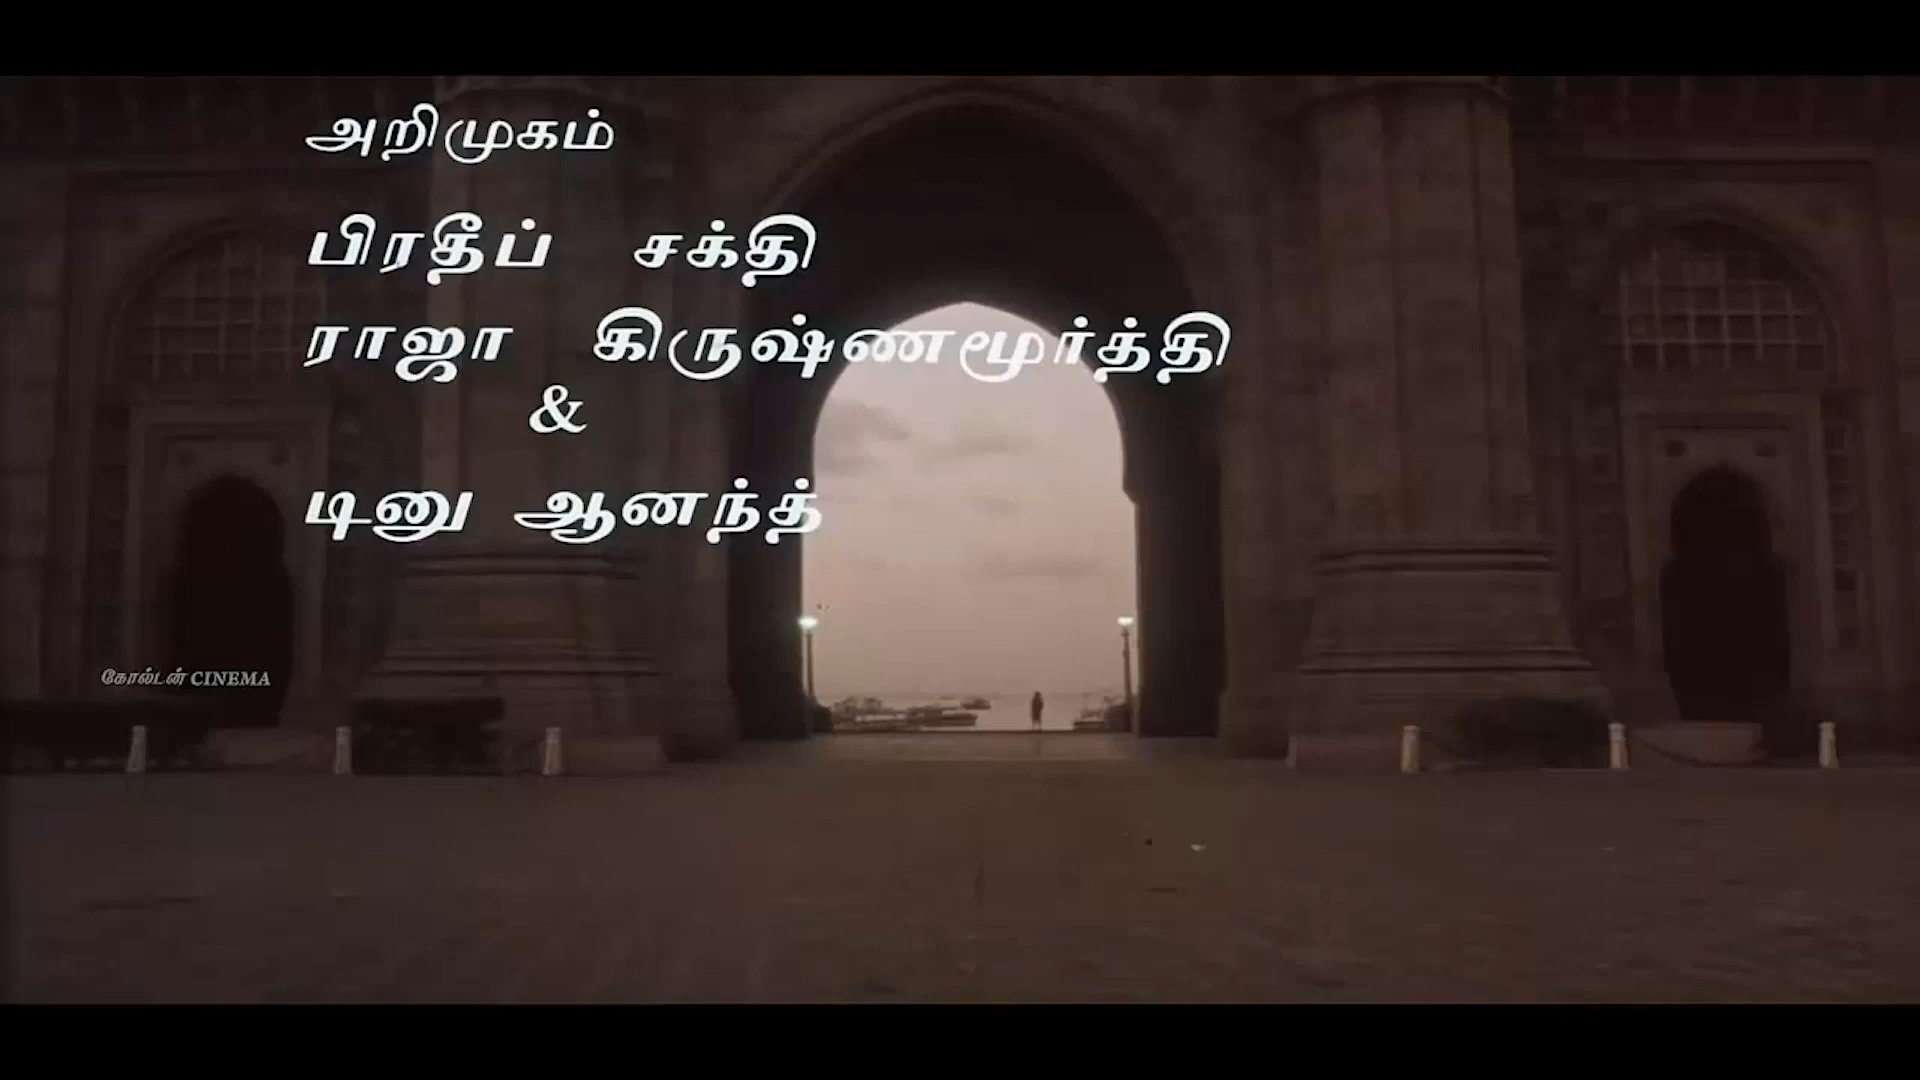 அறிமுகம்
பிரதீப் சக்தி
ராஜா கிருஷ்ணமூர்த்தி
&
டினு ஆனந்த்
கோல்டன் CINEMA